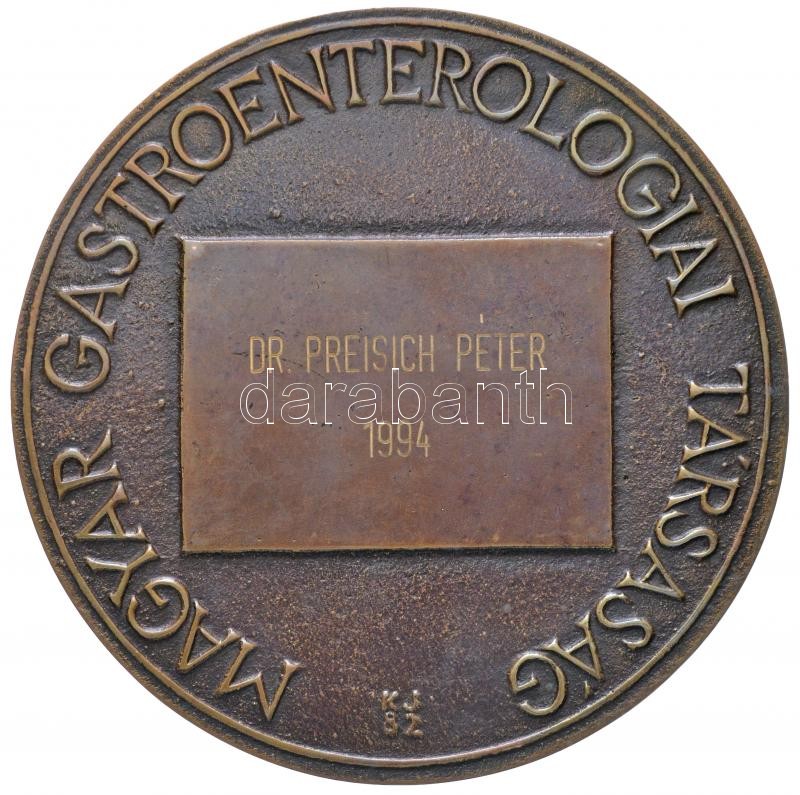 MAGYAR GASTROENTEROLOGIAI TÁRSASÁG
DR. PREISICH PÉTER
darabanth
1994
KJ
82